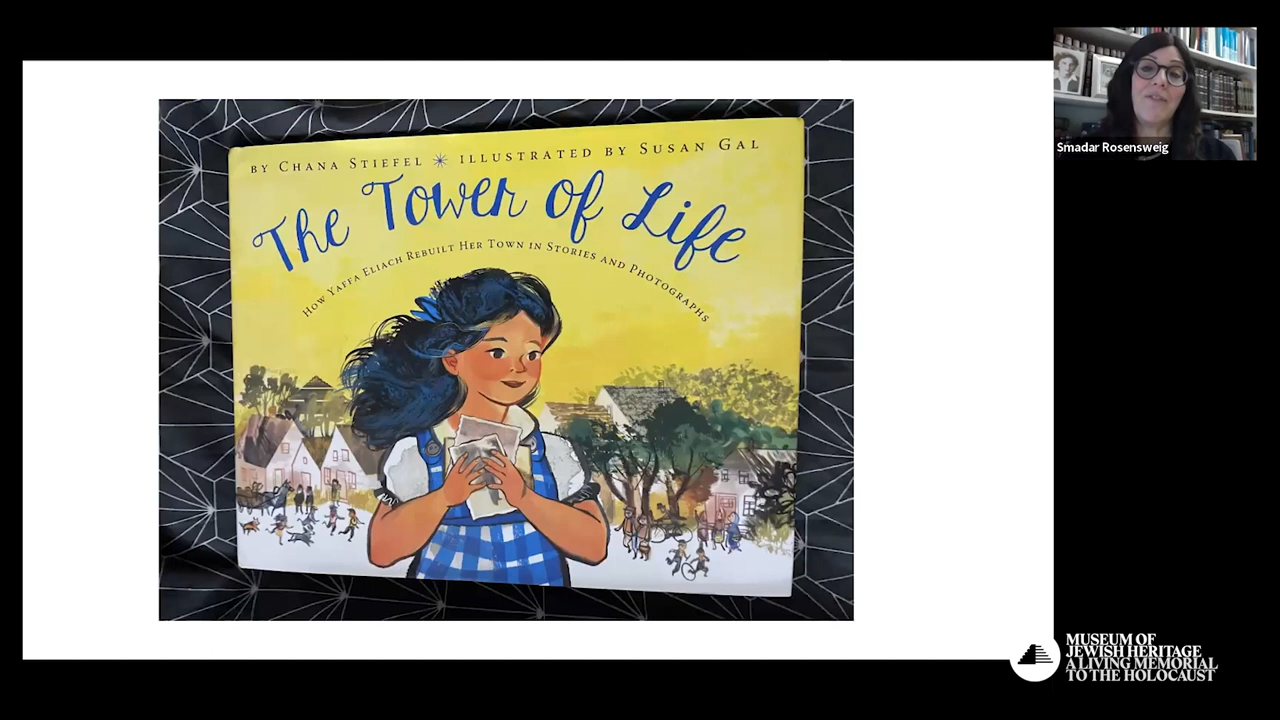 BY CHANA STIEFEL * ILLUSTRATED BY SUSAN GAL
The Tower of Life
HOW YAFFA ELIACH REBUILT HER TOWN IN STORIES AND PHOTOGRAPHS
Smadar Rosensweig
MUSEUM OF
JEWISH HERITAGE
A LIVING MEMORIAL
TO THE HOLOCAUST